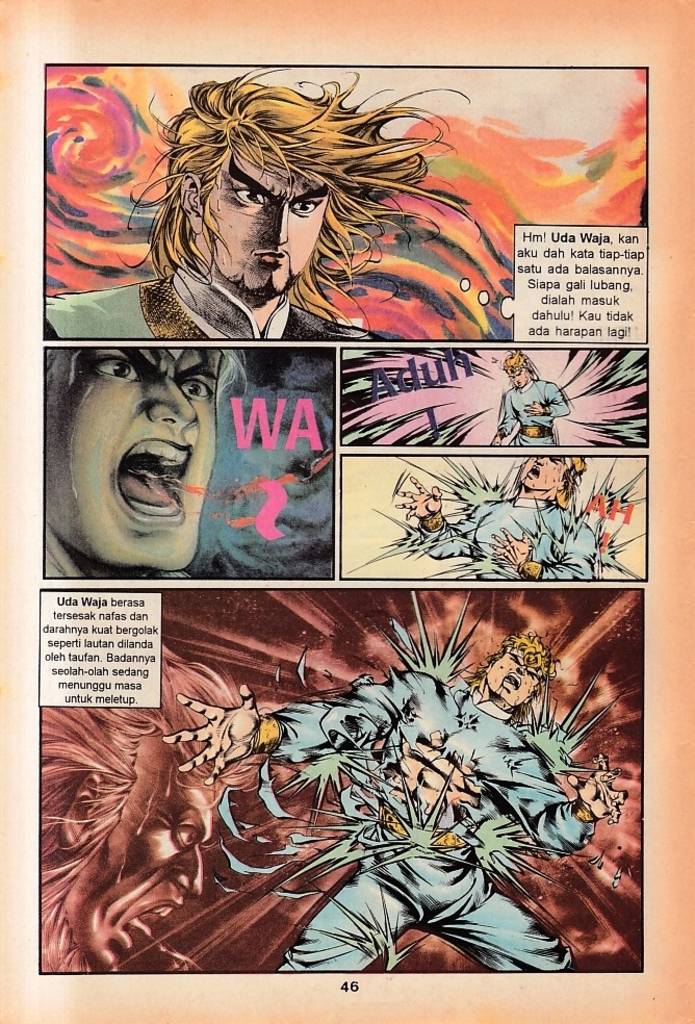 Hm! Uda Waja, kan
aku dah kata tiap-tiap
satu ada balasannya.
Siapa gali lubang,
dialah masuk
dahulu! Kau tidak
ada harapan lagi!
WA
Aduh
!
AH
!
Uda Waja berasa
tersesak nafas dan
darahnya kuat bergolak
seperti lautan dilanda
oleh taufan. Badannya
seolah-olah sedang
menunggu masa
untuk meletup.
46